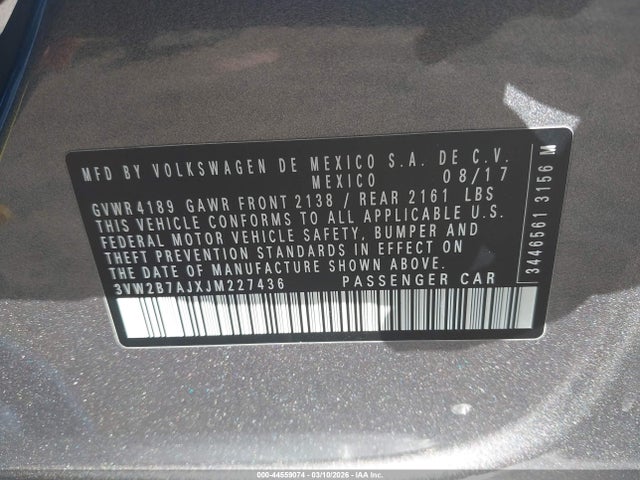 MFD BY VOLKSWAGEN DE MEXICO S.A. DE C.V.
MEXICO 08/17
GVWR 4189 GAWR FRONT 2138 / REAR 2161 LBS
THIS VEHICLE CONFORMS TO ALL APPLICABLE U.S.
FEDERAL MOTOR VEHICLE SAFETY, BUMPER AND
THEFT PREVENTION STANDARDS IN EFFECT ON
THE DATE OF MANUFACTURE SHOWN ABOVE.
3VW2B7AJXJM227436 PASSENGER CAR
3446561 3156 M
000-44559074 | 03/10/2026 | IAA Inc.